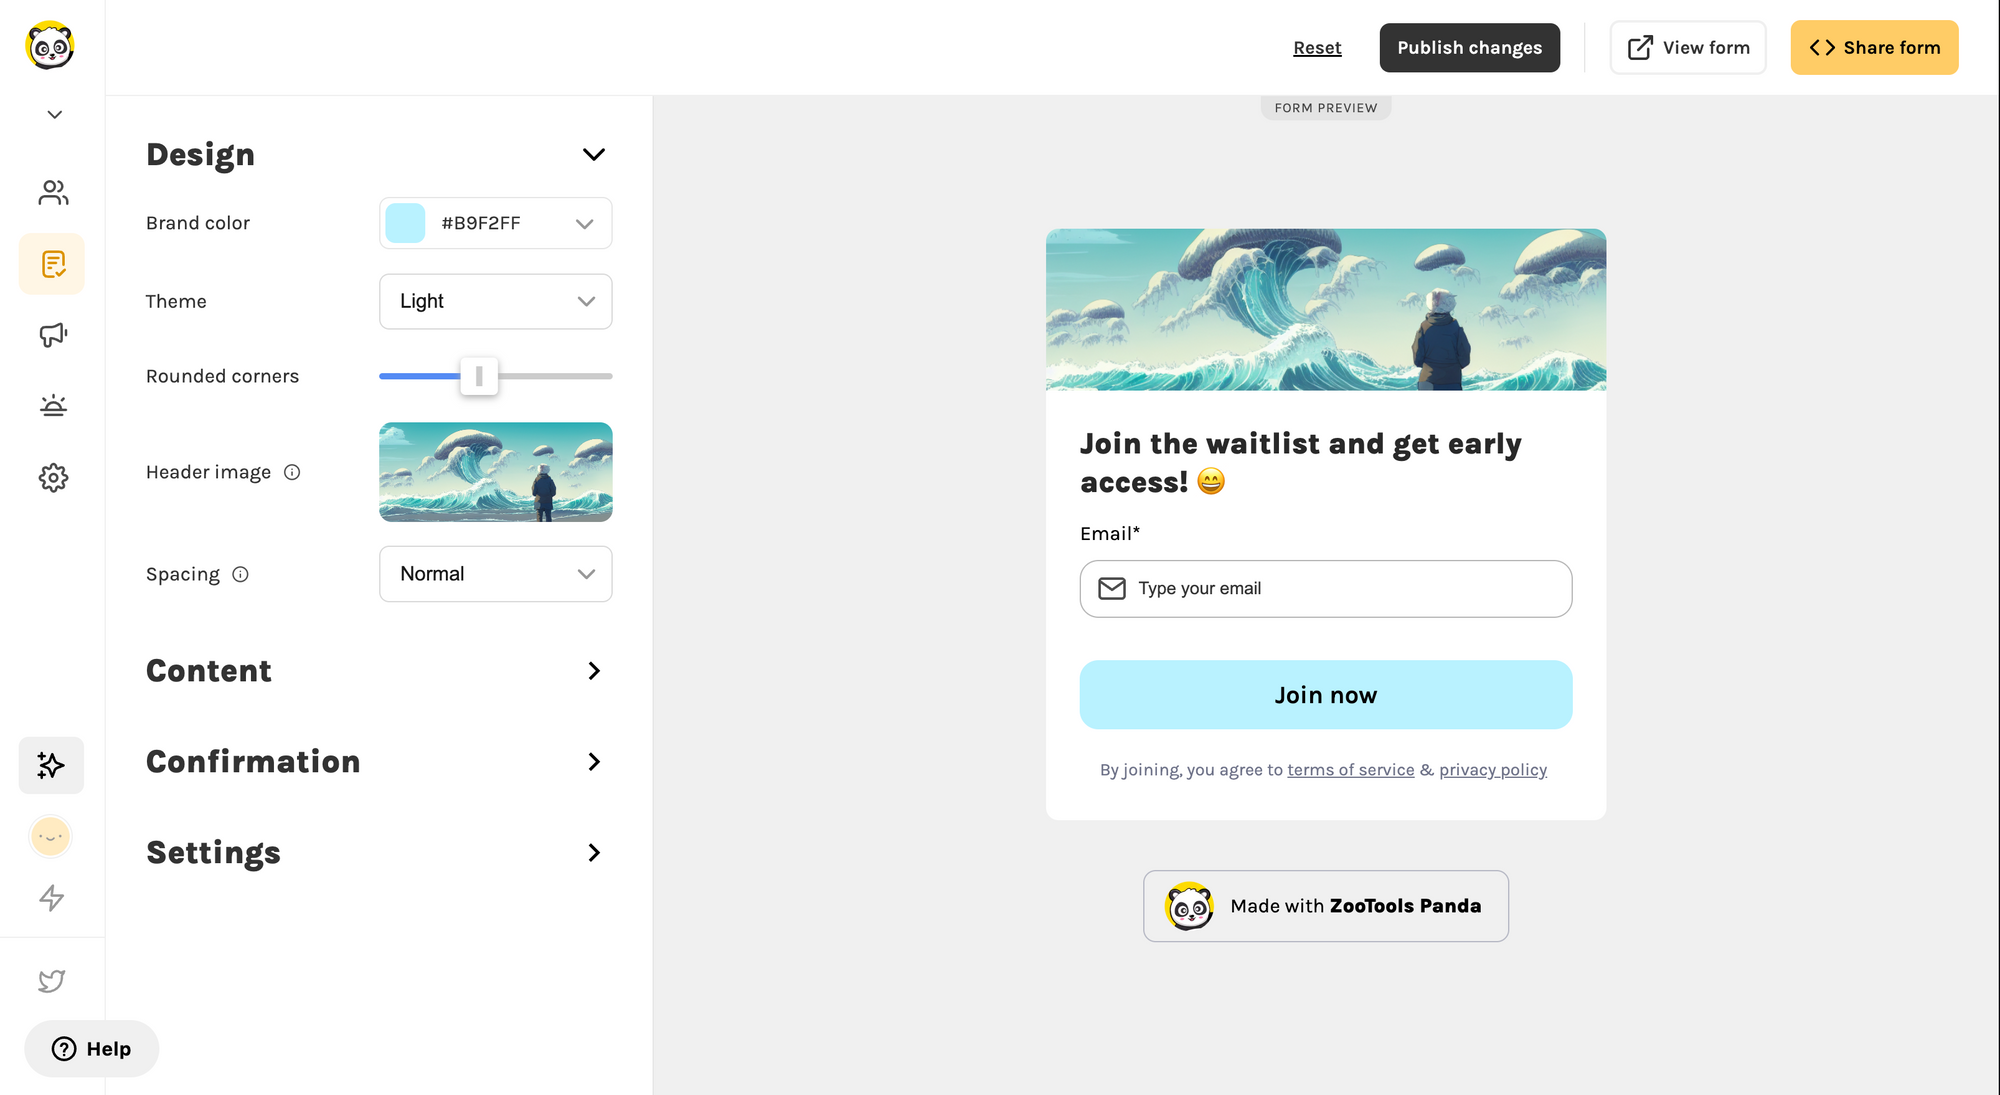 Reset
Publish changes
View form
Share form
FORM PREVIEW
Design
Brand color
#B9F2FF
Theme
Light
Rounded corners
Header image
Spacing
Normal
Content
Confirmation
Settings
Help
Join the waitlist and get early
access! 😄
Email*
Type your email
Join now
By joining, you agree to terms of service & privacy policy
Made with ZooTools Panda